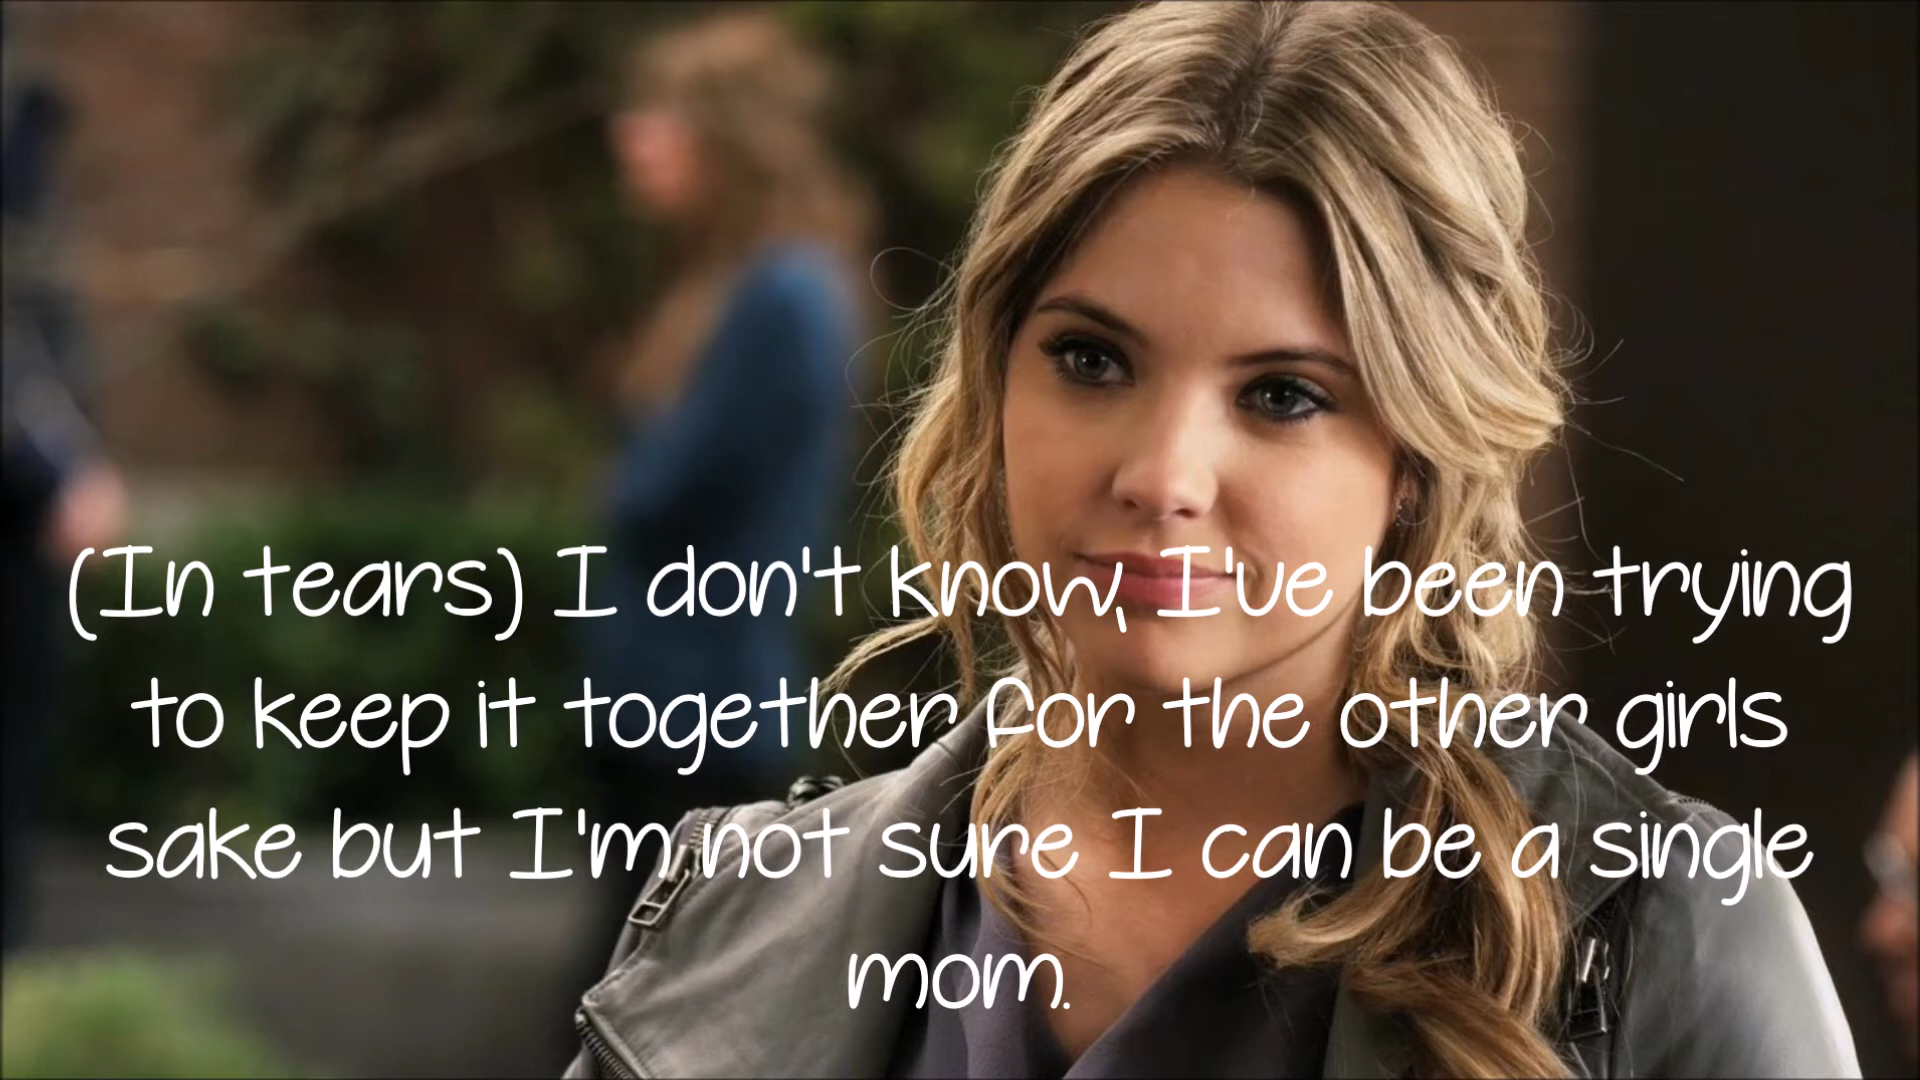 (In tears) I don't know, I've been trying
to keep it together for the other girls
sake but I'm not sure I can be a single
mom.